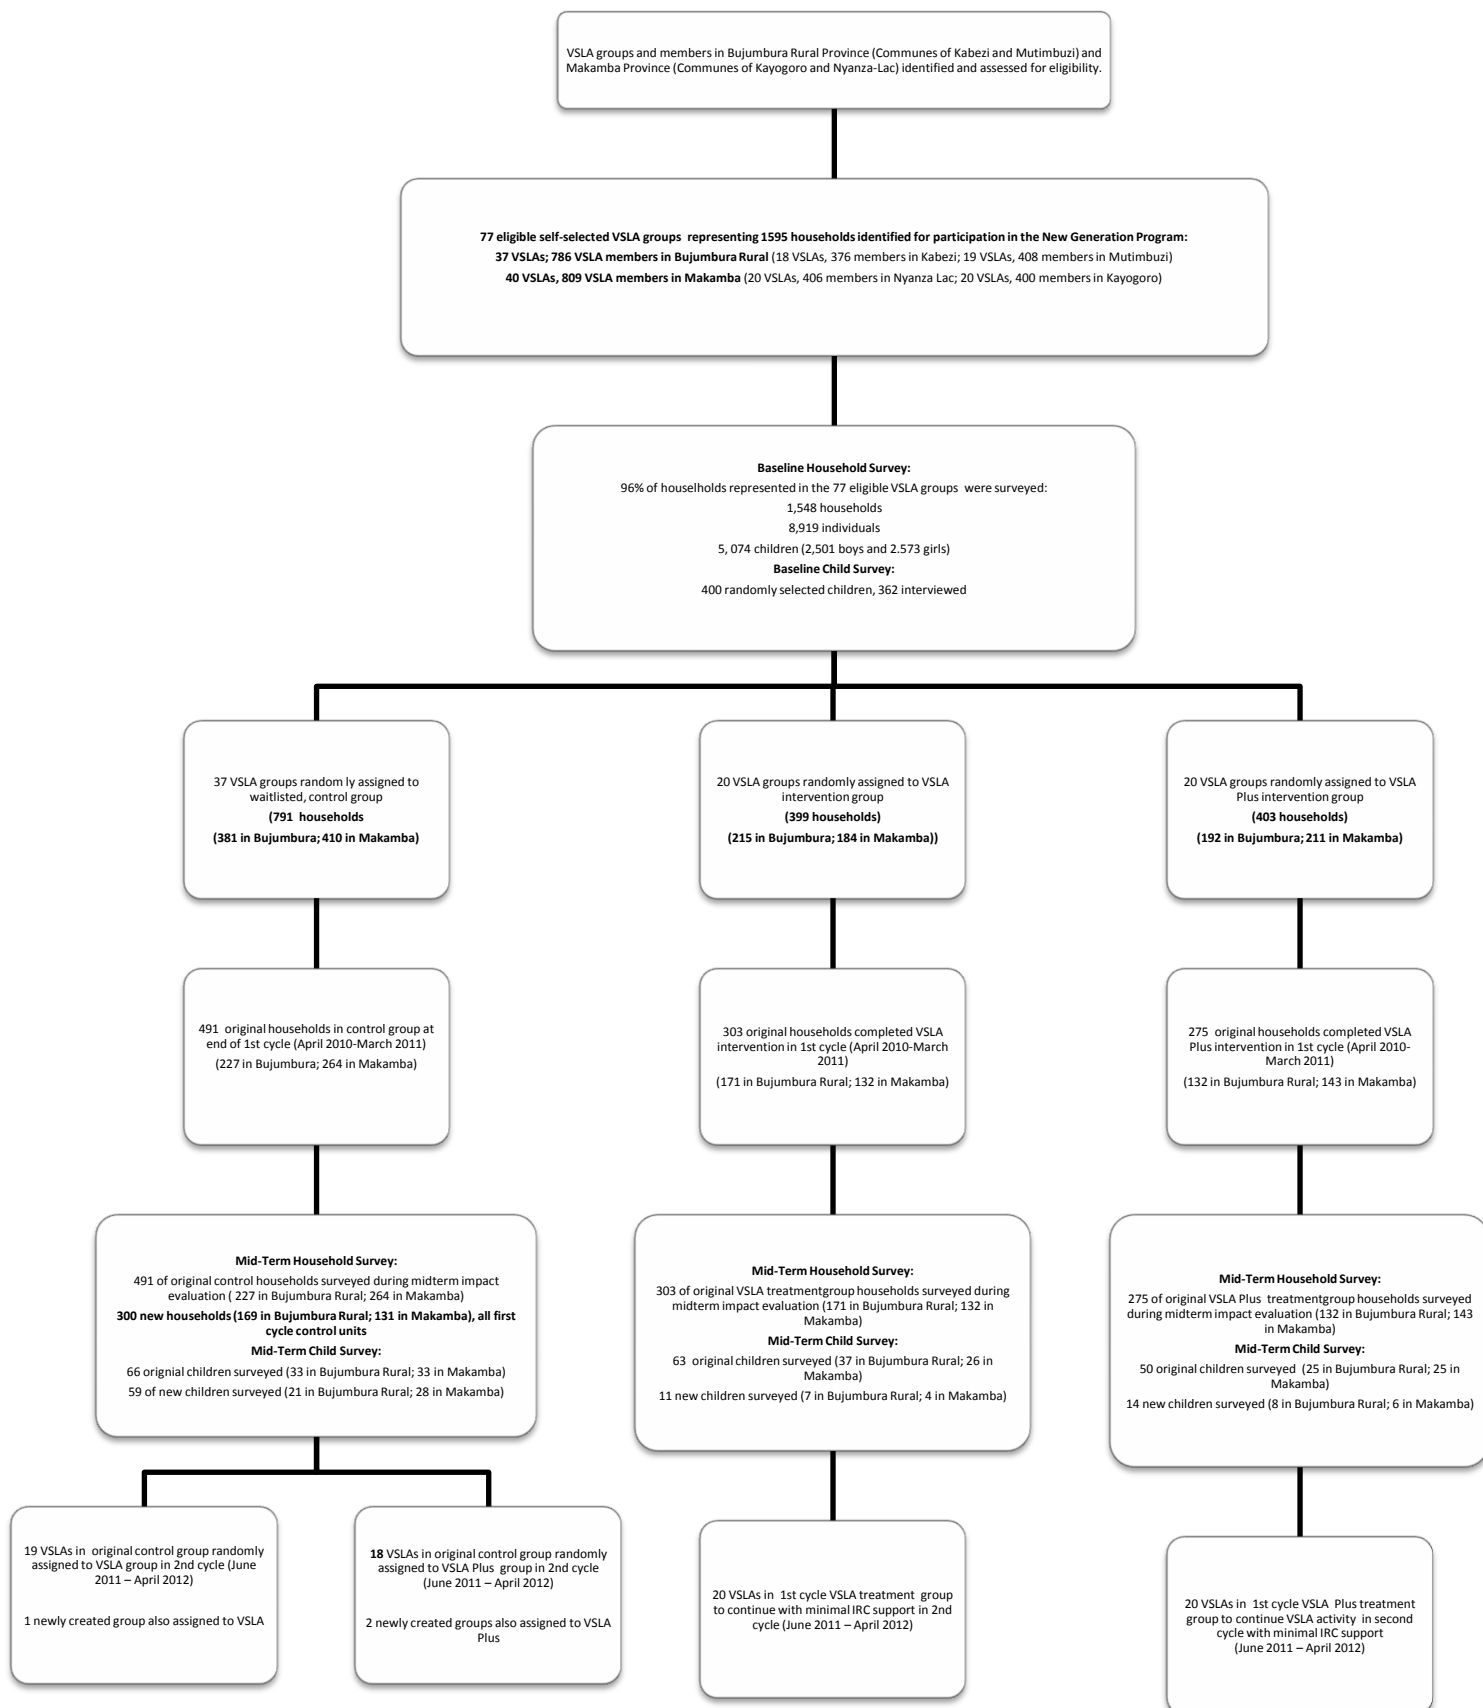 VSLA groups and members in Bujumbura Rural Province (Communes of Kabezi and Mutimbuzi) and
Makamba Province (Communes of Kayogoro and Nyanza-Lac) identified and assessed for eligibility.
77 eligible self-selected VSLA groups representing 1595 households identified for participation in the New Generation Program:
37 VSLAs; 786 VSLA members in Bujumbura Rural (18 VSLAs, 376 members in Kabezi; 19 VSLAs, 408 members in Mutimbuzi)
40 VSLAs, 809 VSLA members in Makamba (20 VSLAs, 406 members in Nyanza Lac; 20 VSLAs, 400 members in Kayogoro)
Baseline Household Survey:
96% of houselholds represented in the 77 eligible VSLA groups were surveyed:
1,548 households
8,919 individuals
5, 074 children (2,501 boys and 2.573 girls)
Baseline Child Survey:
400 randomly selected children, 362 interviewed
37 VSLA groups random ly assigned to
waitlisted, control group
(791 households
(381 in Bujumbura; 410 in Makamba)
20 VSLA groups randomly assigned to VSLA
intervention group
(399 households)
(215 in Bujumbura; 184 in Makamba))
20 VSLA groups randomly assigned to VSLA
Plus intervention group
(403 households)
(192 in Bujumbura; 211 in Makamba)
491 original households in control group at
end of 1st cycle (April 2010-March 2011)
(227 in Bujumbura; 264 in Makamba)
303 original households completed VSLA
intervention in 1st cycle (April 2010-March
2011)
(171 in Bujumbura Rural; 132 in Makamba)
275 original households completed VSLA
Plus intervention in 1st cycle (April 2010-
March 2011)
(132 in Bujumbura Rural; 143 in Makamba)
Mid-Term Household Survey:
491 of original control households surveyed during midterm impact
evaluation ( 227 in Bujumbura Rural; 264 in Makamba)
300 new households (169 in Bujumbura Rural; 131 in Makamba), all first
cycle control units
Mid-Term Child Survey:
66 orignial children surveyed (33 in Bujumbura Rural; 33 in Makamba)
59 of new children surveyed (21 in Bujumbura Rural; 28 in Makamba)
Mid-Term Household Survey:
303 of original VSLA treatmentgroup households surveyed during
midterm impact evaluation (171 in Bujumbura Rural; 132 in
Makamba)
Mid-Term Child Survey:
63 original children surveyed (37 in Bujumbura Rural; 26 in
Makamba)
11 new children surveyed (7 in Bujumbura Rural; 4 in Makamba)
Mid-Term Household Survey:
275 of original VSLA Plus treatmentgroup households surveyed
during midterm impact evaluation (132 in Bujumbura Rural; 143
in Makamba)
Mid-Term Child Survey:
50 original children surveyed (25 in Bujumbura Rural; 25 in
Makamba)
14 new children surveyed (8 in Bujumbura Rural; 6 in Makamba)
19 VSLAs in original control group randomly
assigned to VSLA group in 2nd cycle (June
2011 – April 2012)
1 newly created group also assigned to VSLA
18 VSLAs in original control group randomly
assigned to VSLA Plus group in 2nd cycle
(June 2011 – April 2012)
2 newly created groups also assigned to VSLA
Plus
20 VSLAs in 1st cycle VSLA treatment group
to continue with minimal IRC support in 2nd
cycle (June 2011 – April 2012)
20 VSLAs in 1st cycle VSLA Plus treatment
group to continue VSLA activity in second
cycle with minimal IRC support
(June 2011 – April 2012)